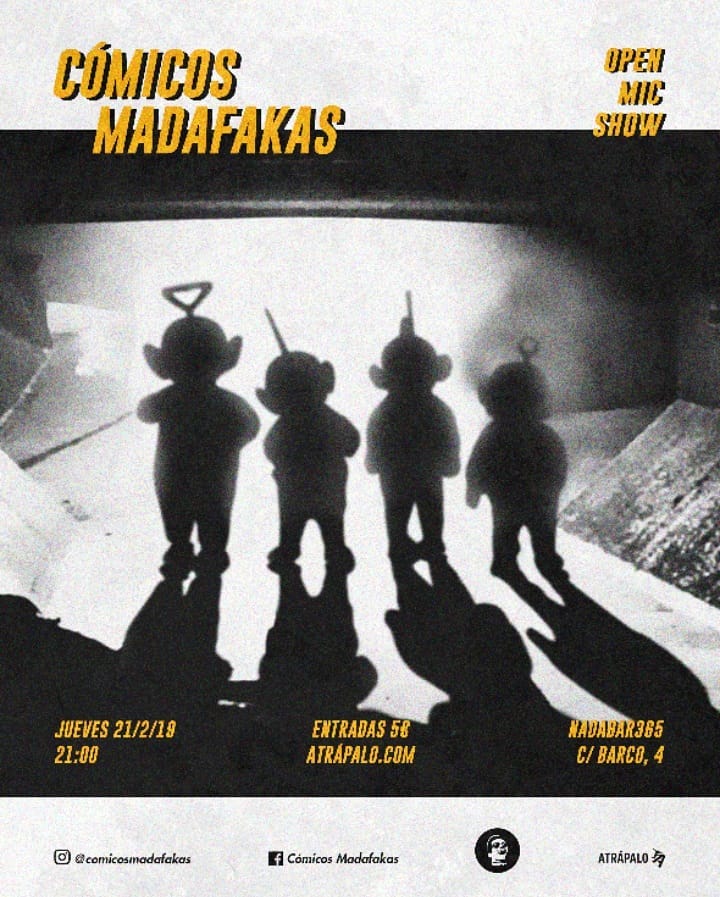 CÓMICOS
MADAFAKAS
OPEN
MIC
SHOW
JUEVES 21/2/19
21:00
ENTRADAS 5€
ATRÁPALO.COM
NADABAR365
C/ BARCO, 4
@comicosmadafakas
Cómicos Madafakas
ATRÁPALO